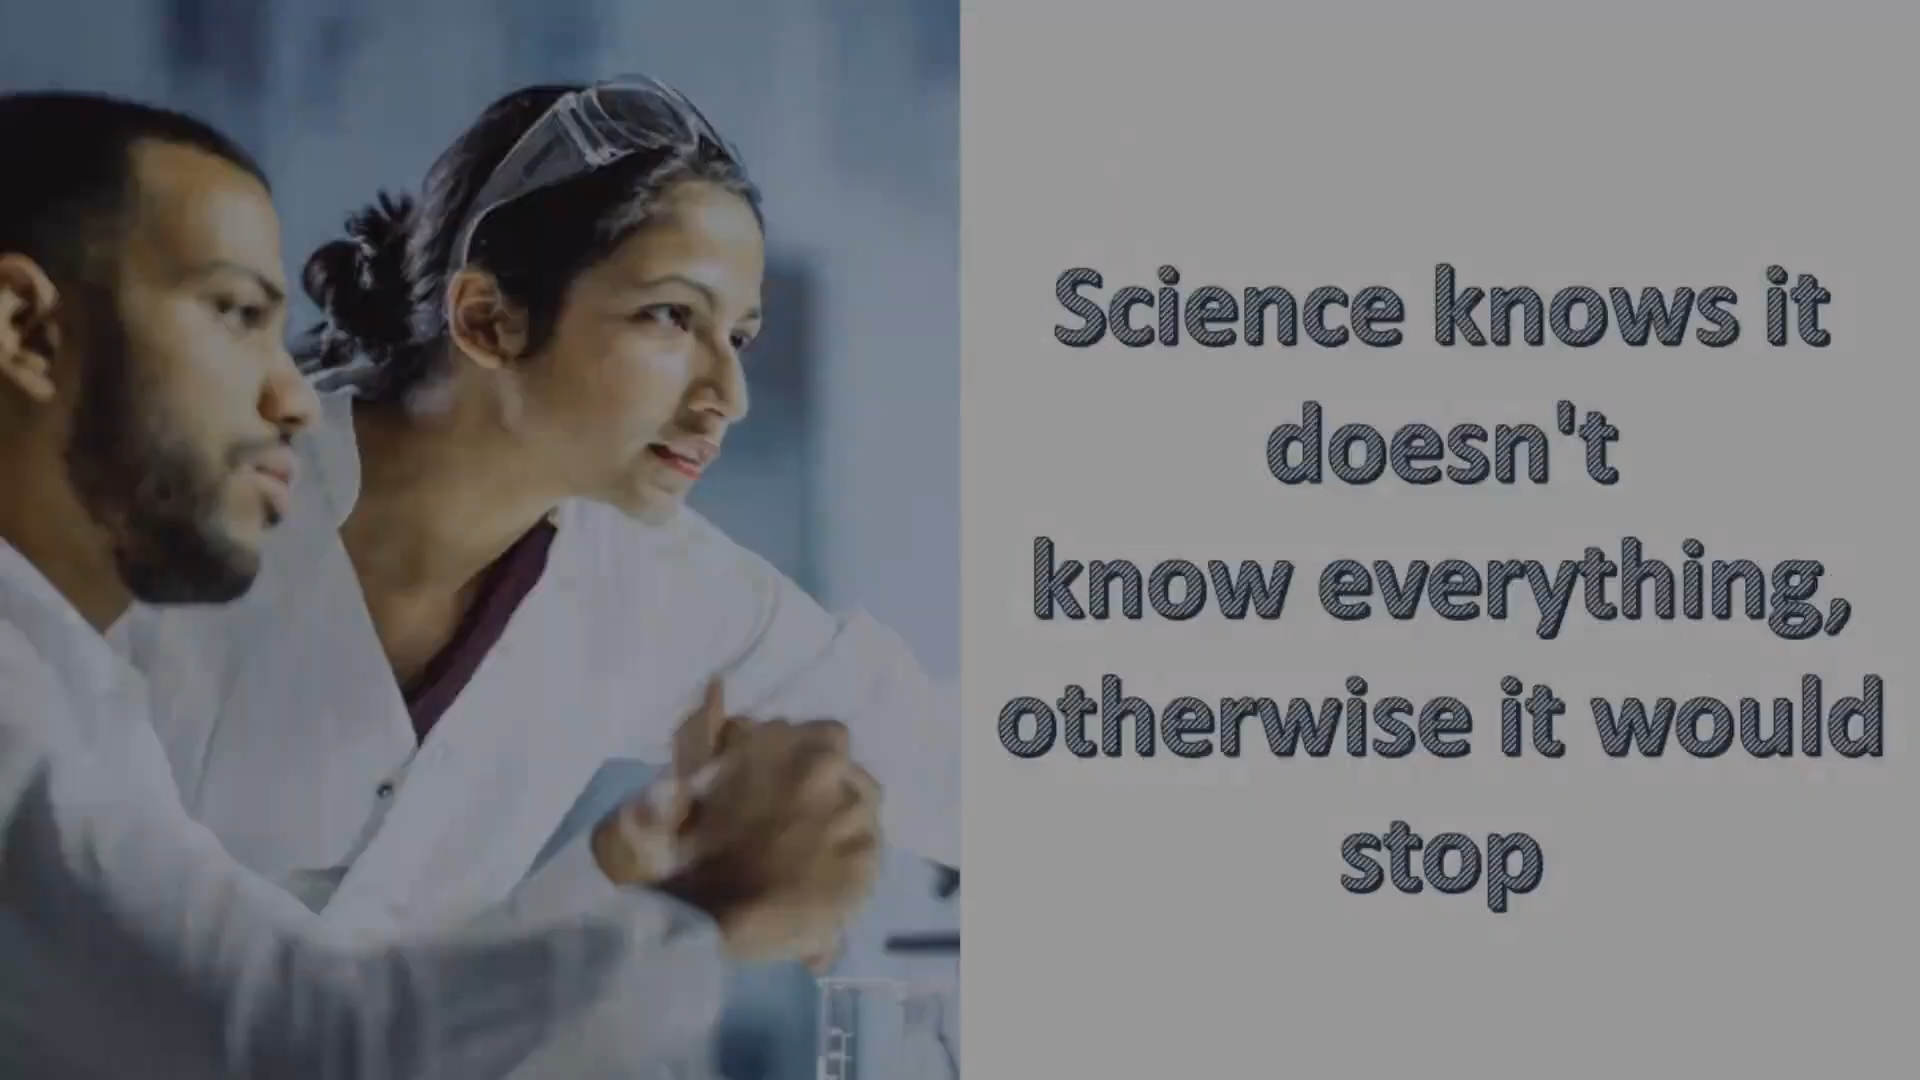 Science knows it
doesn't
know everything,
otherwise it would
stop